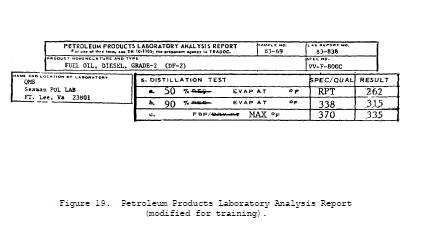 PETROLEUM PRODUCTS LABORATORY ANALYSIS REPORT
For use of this form, see TM 10-1165; the proponent agency is TRADOC.
SAMPLE NO.
83-69
LAB REPORT NO.
83-838
PRODUCT NOMENCLATURE AND TYPE
FUEL OIL, DIESEL, GRADE-2 (DF-2)
SPEC NO.
VV-F-800C
NAME AND LOCATION OF LABORATORY
QMS
Seaman POL LAB
FT. Lee, Va 23801
5. DISTILLATION TEST SPEC/QUAL RESULT
a. 50 % EVAP AT °F RPT 262
b. 90 % EVAP AT °F 338 315
c. FBP/ MAX °F 370 335
Figure 19. Petroleum Products Laboratory Analysis Report
(modified for training).